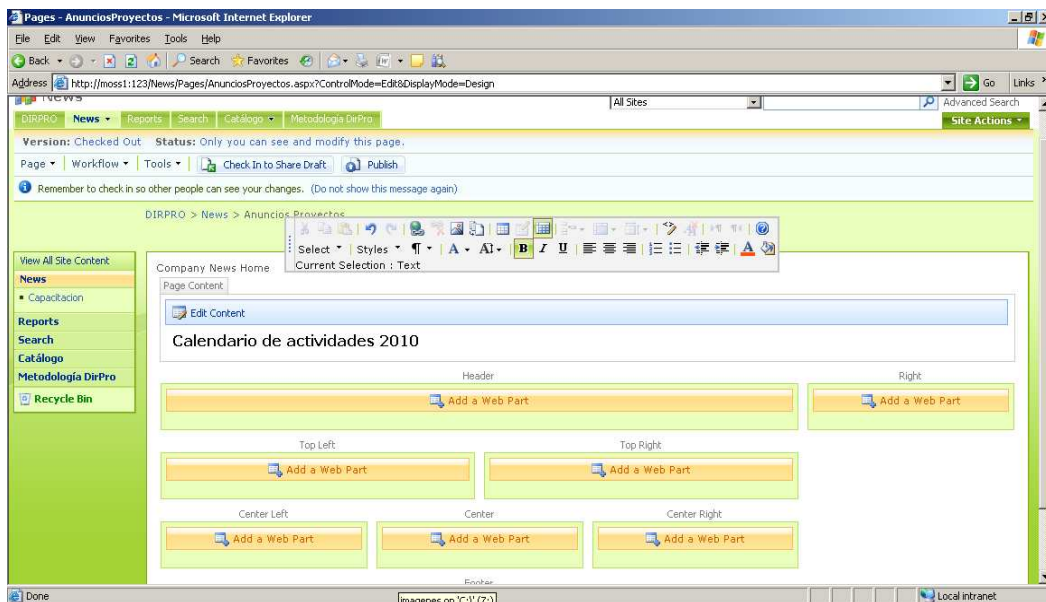 Pages - AnunciosProyectos - Microsoft Internet Explorer
File Edit View Favorites Tools Help
Back Search Favorites
Address http://moss1:123/News/Pages/AnunciosProyectos.aspx?ControlMode=Edit&DisplayMode=Design Go Links
News All Sites Advanced Search
DIRPRO News Reports Search Catálogo Metodología DirPro Site Actions
Version: Checked Out Status: Only you can see and modify this page.
Page Workflow Tools Check In to Share Draft Publish
Remember to check in so other people can see your changes. (Do not show this message again)
DIRPRO > News > Anuncios Proyectos
Select Styles A AI B I U A
Current Selection : Text
View All Site Content
News
Capacitacion
Reports
Search
Catálogo
Metodología DirPro
Recycle Bin
Company News Home
Page Content
Edit Content
Calendario de actividades 2010
Header Right
Add a Web Part Add a Web Part
Top Left Top Right
Add a Web Part Add a Web Part
Center Left Center Center Right
Add a Web Part Add a Web Part Add a Web Part
Footer
Done imagenes on 'C:\' (Z:) Local intranet